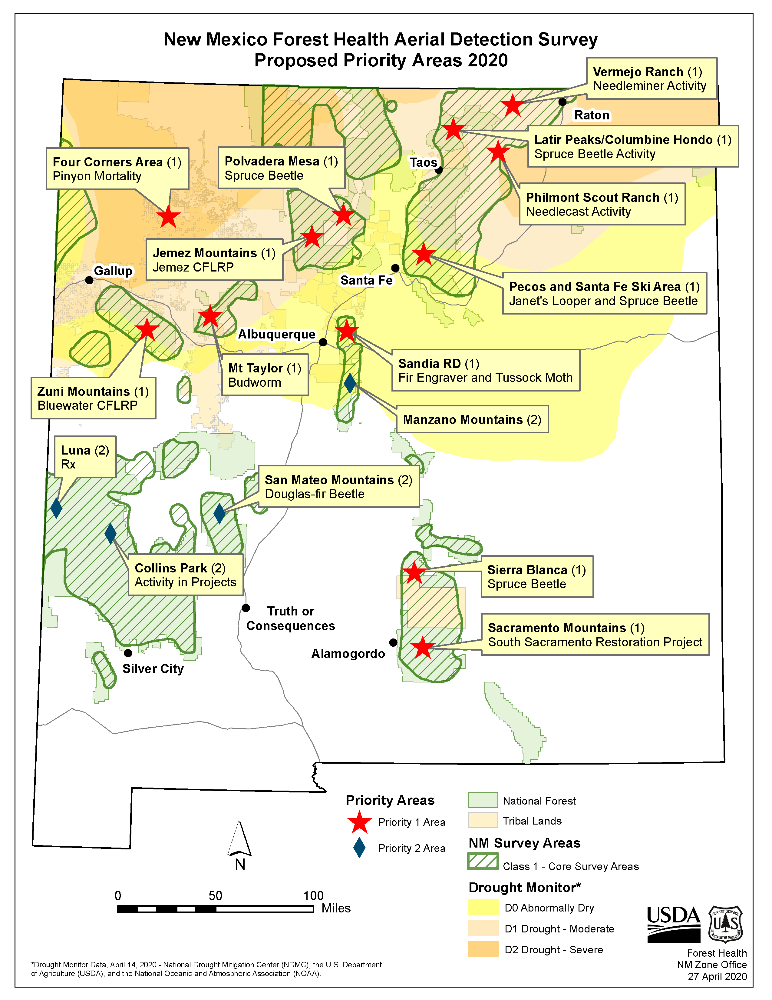 New Mexico Forest Health Aerial Detection Survey
Proposed Priority Areas 2020
Vermejo Ranch (1)
Needleminer Activity
Raton
Latir Peaks/Columbine Hondo (1)
Spruce Beetle Activity
Four Corners Area (1)
Pinyon Mortality
Polvadera Mesa (1)
Spruce Beetle
Taos
Philmont Scout Ranch (1)
Needlecast Activity
Jemez Mountains (1)
Jemez CFLRP
Gallup
Santa Fe
Pecos and Santa Fe Ski Area (1)
Janet's Looper and Spruce Beetle
Albuquerque
Mt Taylor (1)
Budworm
Sandia RD (1)
Fir Engraver and Tussock Moth
Zuni Mountains (1)
Bluewater CFLRP
Manzano Mountains (2)
Luna (2)
Rx
San Mateo Mountains (2)
Douglas-fir Beetle
Collins Park (2)
Activity in Projects
Sierra Blanca (1)
Spruce Beetle
Truth or
Consequences
Sacramento Mountains (1)
South Sacramento Restoration Project
Alamogordo
Silver City
Priority Areas
Priority 1 Area
Priority 2 Area
National Forest
Tribal Lands
NM Survey Areas
Class 1 - Core Survey Areas
Drought Monitor*
D0 Abnormally Dry
D1 Drought - Moderate
D2 Drought - Severe
N
0 50 100
Miles
USDA
FOREST SERVICE
US
DEPARTMENT OF AGRICULTURE
Forest Health
NM Zone Office
27 April 2020
*Drought Monitor Data, April 14, 2020 - National Drought Mitigation Center (NDMC), the U.S. Department
of Agriculture (USDA), and the National Oceanic and Atmospheric Association (NOAA).